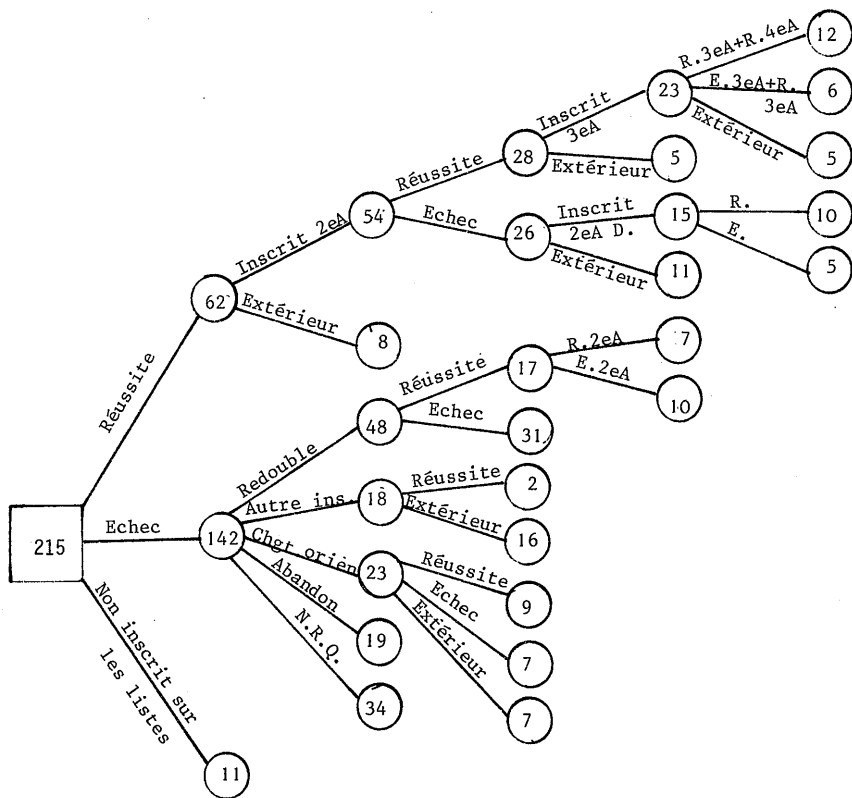 R.3eA+R.4eA
12
E.3eA+R.
3eA
6
23
Extérieur
5
Inscrit
3eA
28
Extérieur
5
Réussite
54
Echec
26
Inscrit
2eA D.
15
R.
10
E.
5
Extérieur
11
Inscrit 2eA
62
Extérieur
8
Réussite
R.2eA
7
17
E.2eA
10
Réussite
48
Echec
31
Redouble
Autre ins.
18
Réussite
2
Extérieur
16
215
Echec
142
Chgt orien
23
Réussite
9
Echec
7
Extérieur
7
Abandon
19
N.R.Q.
34
Non inscrit sur
les listes
11